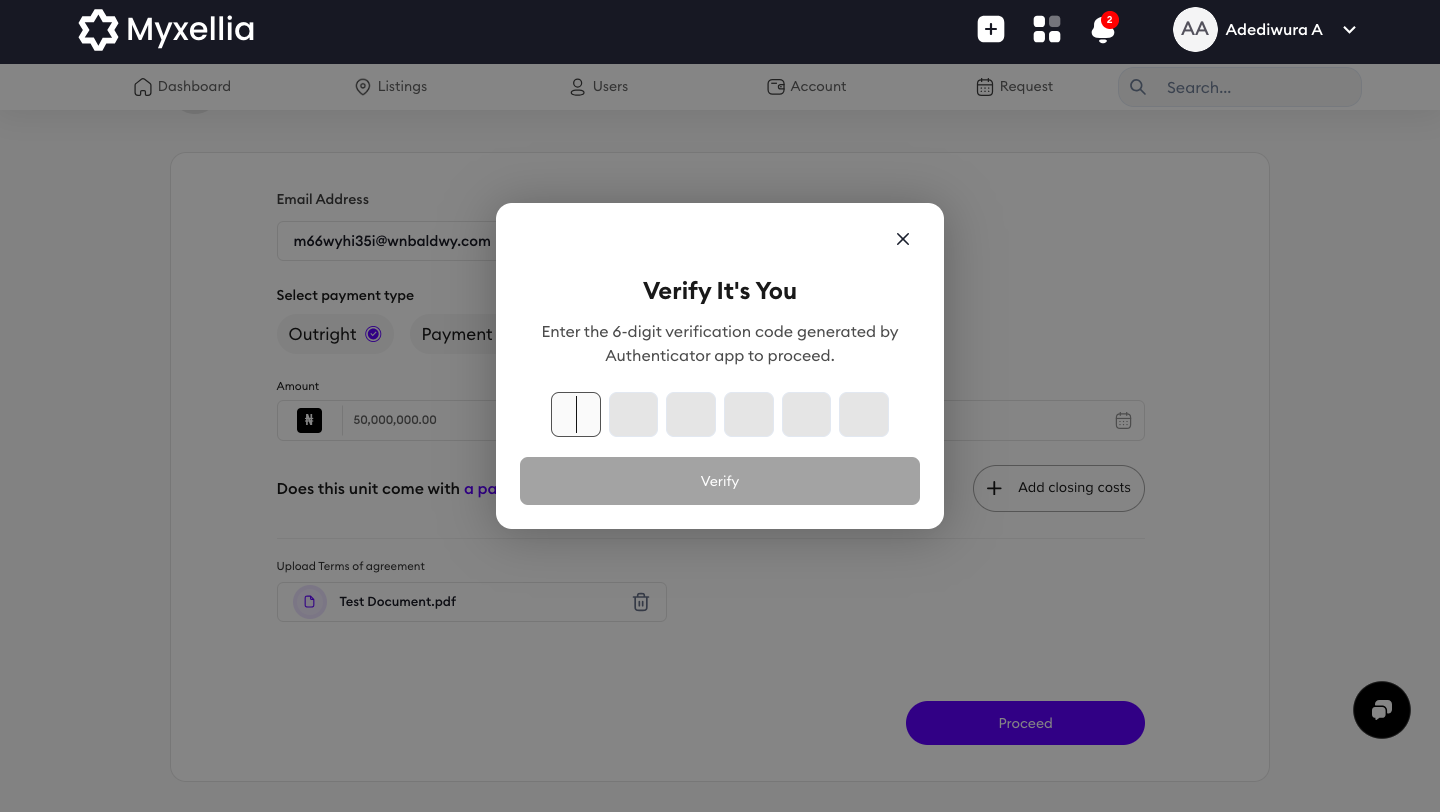 Myxellia
2
AA
Adediwura A
Dashboard
Listings
Users
Account
Request
Search...
Email Address
m66wyhi35i@wnbaldwy.com
Select payment type
Outright
Payment
Amount
₦
50,000,000.00
Does this unit come with a pa
Add closing costs
Upload Terms of agreement
Test Document.pdf
Proceed
Verify It's You
Enter the 6-digit verification code generated by
Authenticator app to proceed.
Verify